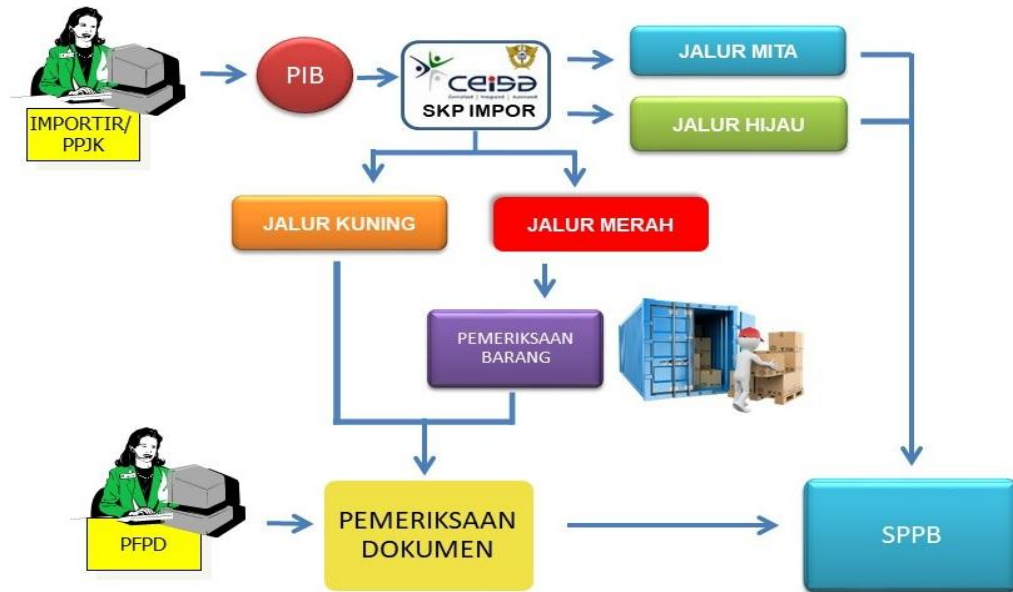 IMPORTIR/
PPJK
PIB
CEISA
SKP IMPOR
JALUR MITA
JALUR HIJAU
JALUR KUNING
JALUR MERAH
PEMERIKSAAN
BARANG
PFPD
PEMERIKSAAN
DOKUMEN
SPPB